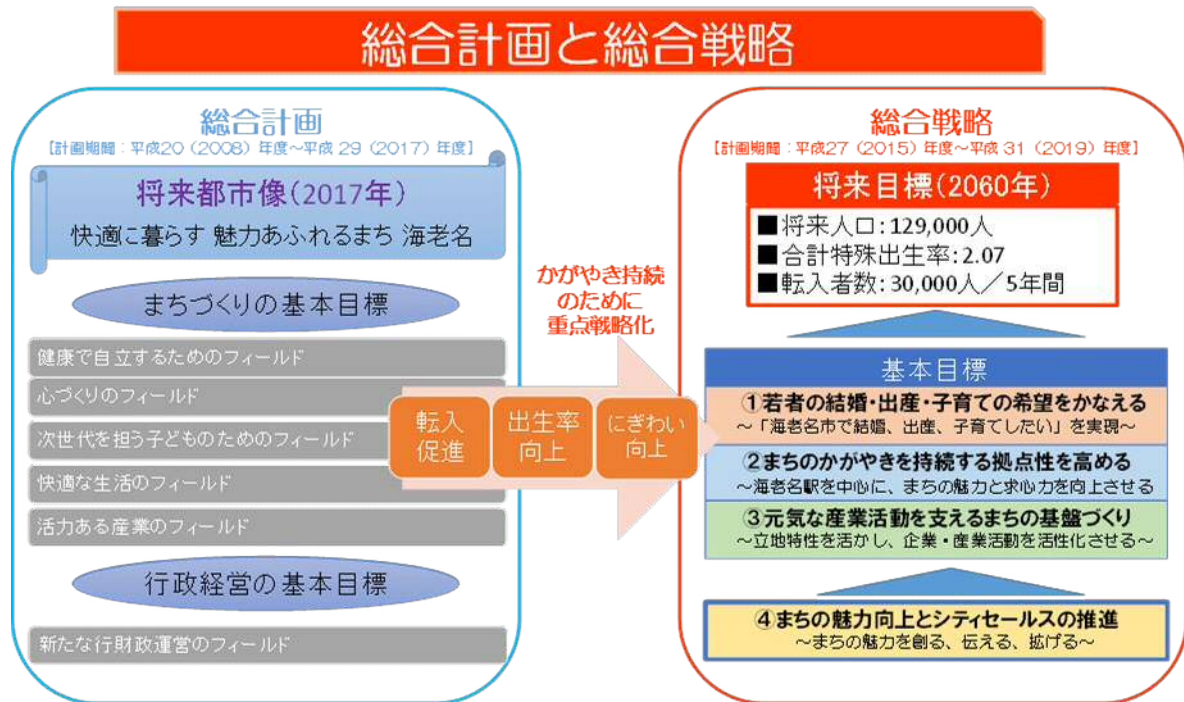 総合計画と総合戦略
総合計画
【計画期間：平成20（2008）年度～平成 29（2017）年度】
将来都市像(2017年)
快適に暮らす 魅力あふれるまち 海老名
まちづくりの基本目標
健康で自立するためのフィールド
心づくりのフィールド
次世代を担う子どものためのフィールド
快適な生活のフィールド
活力ある産業のフィールド
行政経営の基本目標
新たな行財政運営のフィールド
かがやき持続
のために
重点戦略化
転入
促進
出生率
向上
にぎわい
向上
総合戦略
【計画期間：平成27（2015）年度～平成 31（2019）年度】
将来目標(2060年)
■将来人口:129,000人
■合計特殊出生率:2.07
■転入者数:30,000人／5年間
基本目標
①若者の結婚・出産・子育ての希望をかなえる
～「海老名市で結婚、出産、子育てしたい」を実現～
②まちのかがやきを持続する拠点性を高める
～海老名駅を中心に、まちの魅力と求心力を向上させる
③元気な産業活動を支えるまちの基盤づくり
～立地特性を活かし、企業・産業活動を活性化させる～
④まちの魅力向上とシティセールスの推進
～まちの魅力を創る、伝える、拡げる～